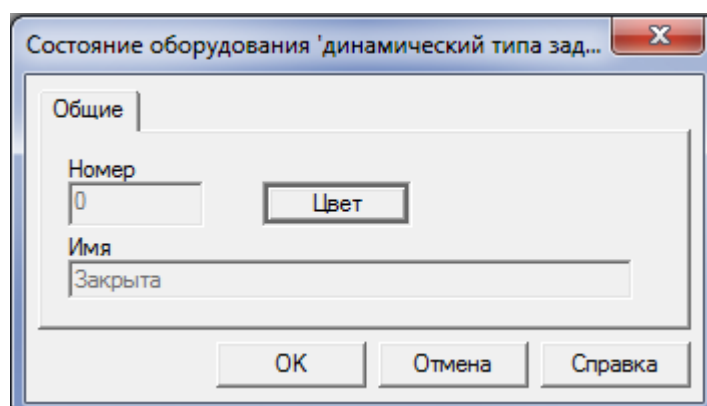 Состояние оборудования 'динамический типа зад...
Общие
Номер
0
Цвет
Имя
Закрыта
OK
Отмена
Справка